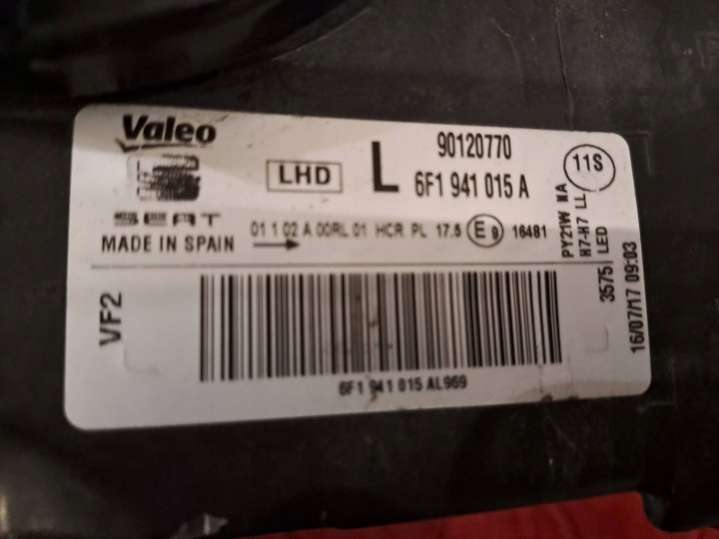 Valeo
SEAT
MADE IN SPAIN
LHD
L
90120770
6F1 941 015 A
11S
01 1 02 A 00RL 01 HCR PL 17.5 E9 16481
PY21W NA
H7-H7 LL
LED
3575
16/07/17 09:03
VF2
6F1 941 015 AL969